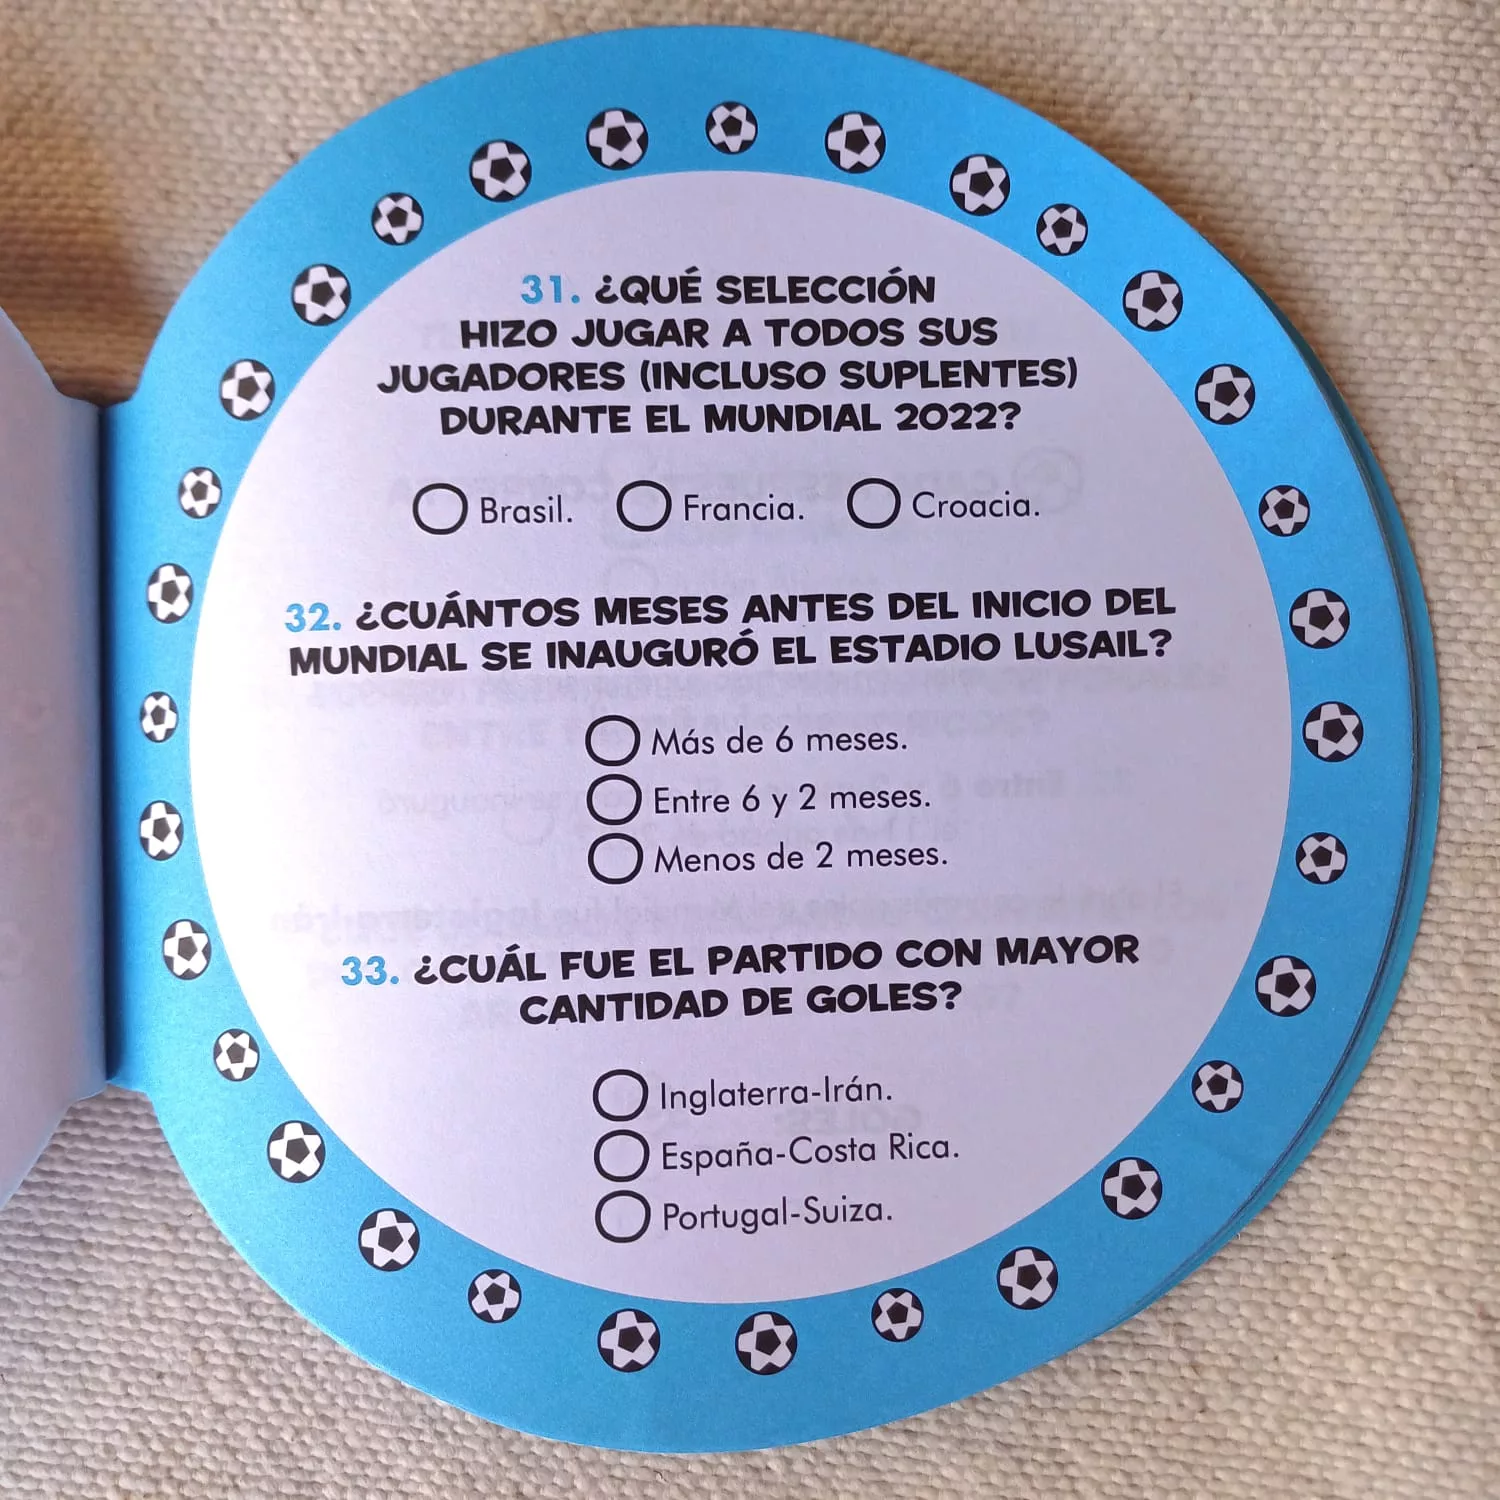 31. ¿QUÉ SELECCIÓN
HIZO JUGAR A TODOS SUS
JUGADORES (INCLUSO SUPLENTES)
DURANTE EL MUNDIAL 2022?
Brasil. Francia. Croacia.
32. ¿CUÁNTOS MESES ANTES DEL INICIO DEL
MUNDIAL SE INAUGURÓ EL ESTADIO LUSAIL?
Más de 6 meses.
Entre 6 y 2 meses.
Menos de 2 meses.
33. ¿CUÁL FUE EL PARTIDO CON MAYOR
CANTIDAD DE GOLES?
Inglaterra-Irán.
España-Costa Rica.
Portugal-Suiza.